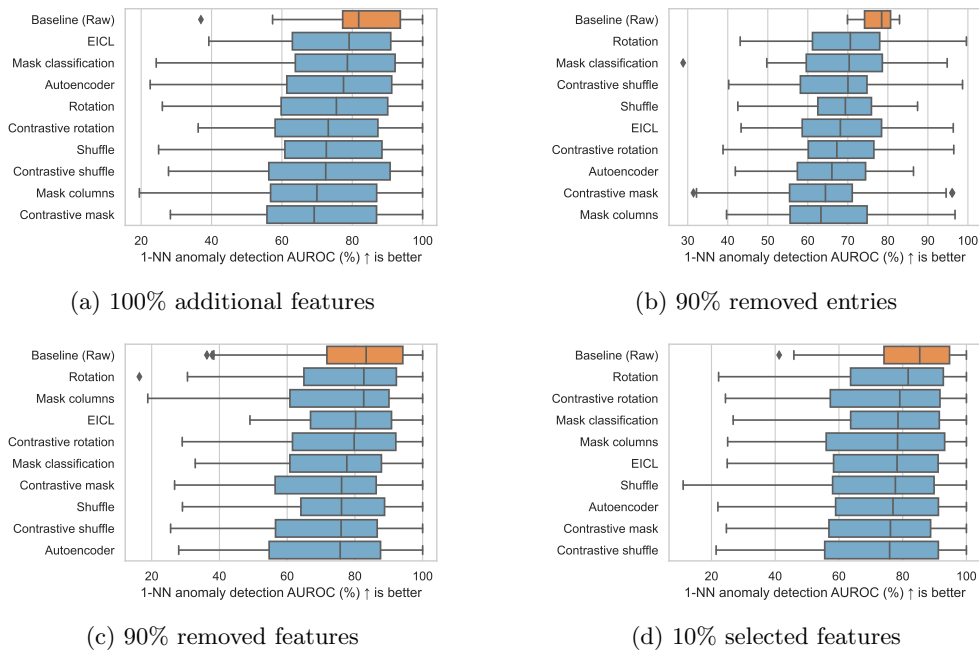 Baseline (Raw)
EICL
Mask classification
Autoencoder
Rotation
Contrastive rotation
Shuffle
Contrastive shuffle
Mask columns
Contrastive mask
20 40 60 80 100
1-NN anomaly detection AUROC (%) ↑ is better
(a) 100% additional features
Baseline (Raw)
Rotation
Mask classification
Contrastive shuffle
Shuffle
EICL
Contrastive rotation
Autoencoder
Contrastive mask
Mask columns
30 40 50 60 70 80 90 100
1-NN anomaly detection AUROC (%) ↑ is better
(b) 90% removed entries
Baseline (Raw)
Rotation
Mask columns
EICL
Contrastive rotation
Mask classification
Contrastive mask
Shuffle
Contrastive shuffle
Autoencoder
20 40 60 80 100
1-NN anomaly detection AUROC (%) ↑ is better
(c) 90% removed features
Baseline (Raw)
Rotation
Contrastive rotation
Mask classification
Mask columns
EICL
Shuffle
Autoencoder
Contrastive mask
Contrastive shuffle
20 40 60 80 100
1-NN anomaly detection AUROC (%) ↑ is better
(d) 10% selected features